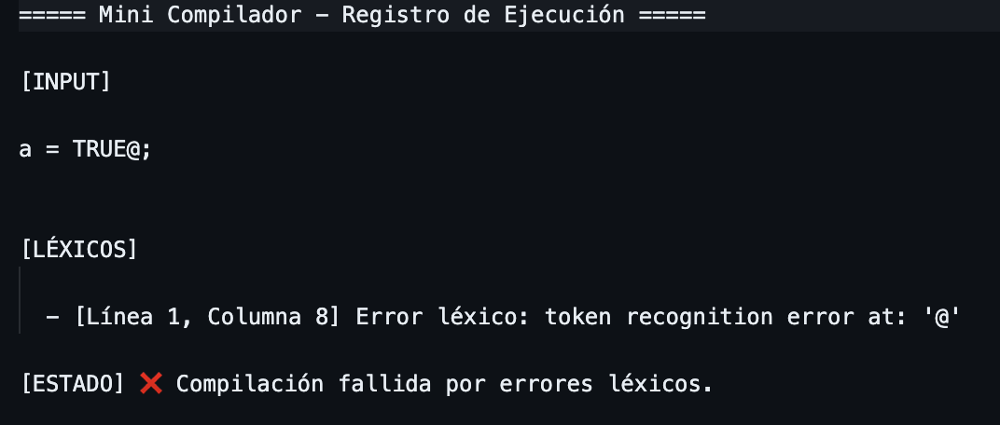 ===== Mini Compilador - Registro de Ejecución =====
[INPUT]
a = TRUE@;
[LÉXICOS]
- [Línea 1, Columna 8] Error léxico: token recognition error at: '@'
[ESTADO] ❌ Compilación fallida por errores léxicos.